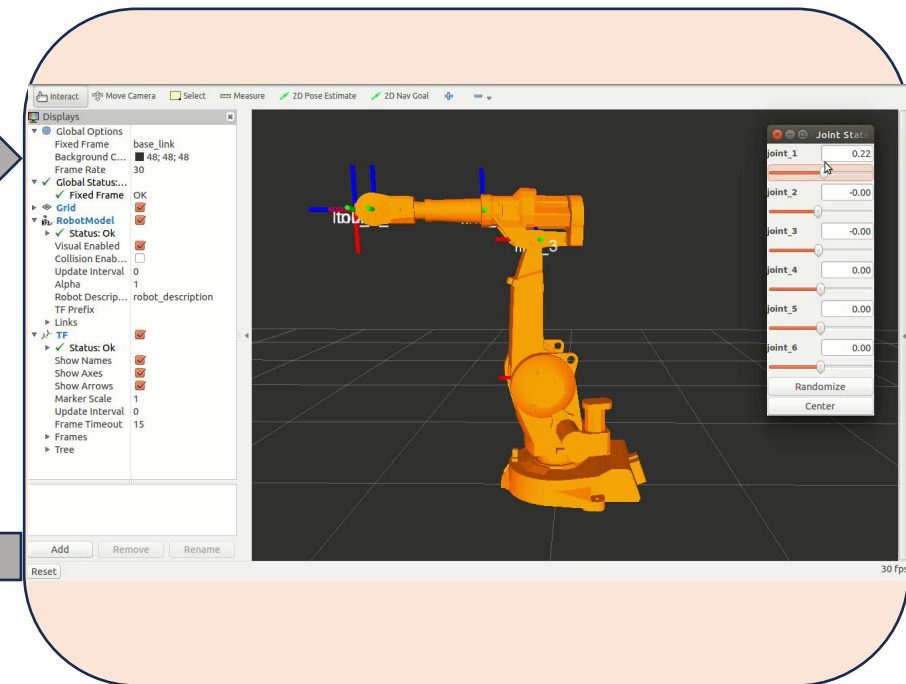 Interact Move Camera Select Measure 2D Pose Estimate 2D Nav Goal
Displays
Global Options
Fixed Frame base_link
Background C... 48; 48; 48
Frame Rate 30
Global Status:...
Fixed Frame OK
Grid
RobotModel
Status: Ok
Visual Enabled
Collision Enab...
Update Interval 0
Alpha 1
Robot Descrip... robot_description
TF Prefix
Links
TF
Status: Ok
Show Names
Show Axes
Show Arrows
Marker Scale 1
Update Interval 0
Frame Timeout 15
Frames
Tree
Add Remove Rename
Reset
30 fps
Joint State
joint_1 0.22
joint_2 -0.00
joint_3 -0.00
joint_4 0.00
joint_5 0.00
joint_6 0.00
Randomize
Center